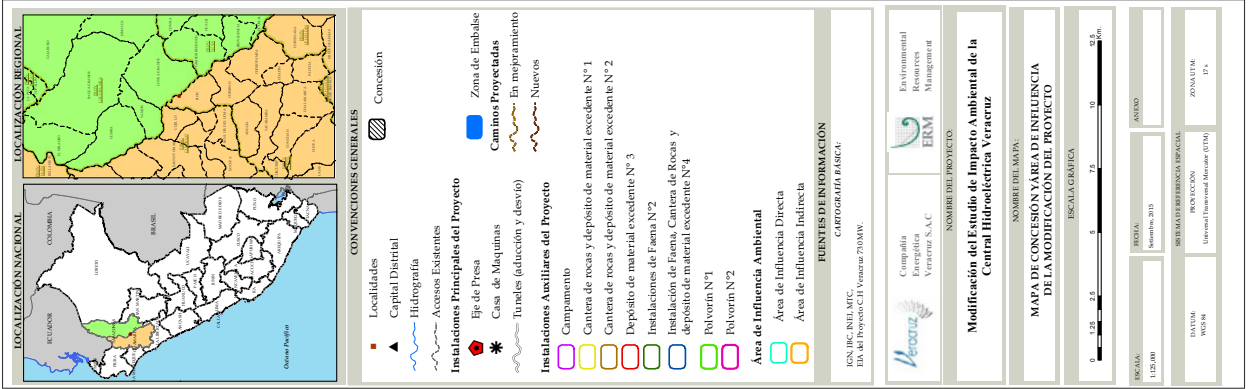 LOCALIZACIÓN NACIONAL
COLOMBIA
ECUADOR
BRASIL
LORETO
UCAYALI
Océano Pacífico
LOCALIZACIÓN REGIONAL
CONVENCIONES GENERALES
Localidades
Capital Distrital
Hidrografía
Accesos Existentes
Instalaciones Principales del Proyecto
Eje de Presa
Casa de Maquinas
Tuneles (aducción y desvío)
Concesión
Zona de Embalse
Caminos Proyectadas
En mejoramiento
Nuevos
Instalaciones Auxiliares del Proyecto
Campamento
Cantera de rocas y depósito de material excedente N° 1
Cantera de rocas y depósito de material excedente N° 2
Depósito de material excedente N° 3
Instalaciones de Faena N°2
Instalación de Faena, Cantera de Rocas y
depósito de material excedente N°4
Polvorín N°1
Polvorín N°2
Área de Influencia Ambiental
Área de Influencia Directa
Área de Influencia Indirecta
FUENTES DE INFORMACIÓN
CARTOGRAFÍA BÁSICA:
IGN, IBC, INEI, MTC,
EIA del Proyecto C.H Veracruz 730MW.
Veracruz
Compañía
Energética
Veracruz S.A.C
ERM
Environmental
Resources
Management
NOMBRE DEL PROYECTO:
Modificación del Estudio de Impacto Ambiental de la
Central Hidroeléctrica Veracruz
NOMBRE DEL MAPA:
MAPA DE CONCESION Y AREA DE INFLUENCIA
DE LA MODIFICACIÓN DEL PROYECTO
ESCALA GRÁFICA
0 1.25 2.5 5 7.5 10 12.5
Km.
ESCALA:
1:125,000
FECHA:
Setiembre, 2015
ANEXO
SISTEMA DE REFERENCIA ESPACIAL
DATUM:
WGS 84
PROYECCIÓN
Universal Transversal Mercator (UTM)
ZONA UTM:
17 s